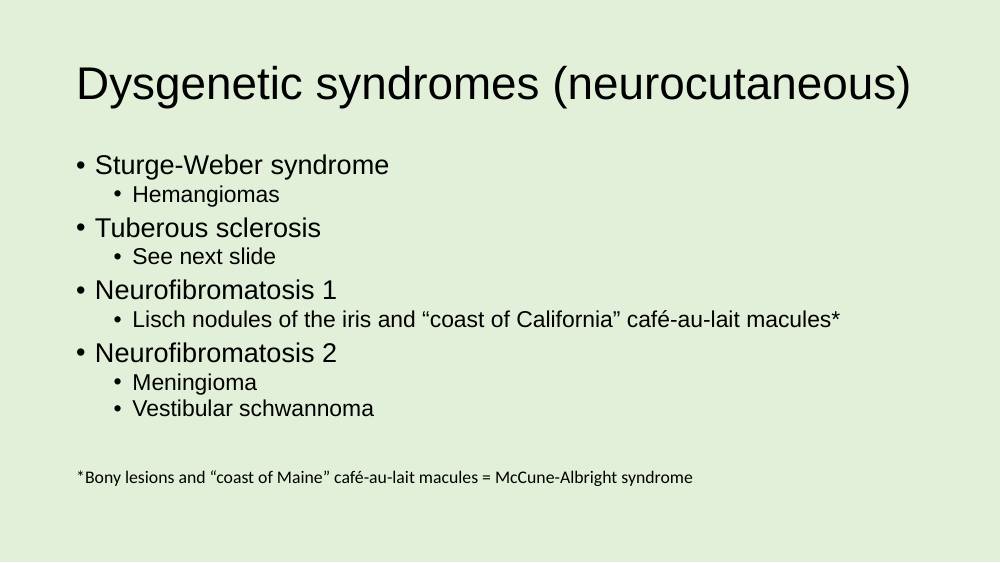 Dysgenetic syndromes (neurocutaneous)
• Sturge-Weber syndrome
• Hemangiomas
• Tuberous sclerosis
• See next slide
• Neurofibromatosis 1
• Lisch nodules of the iris and “coast of California” café-au-lait macules*
• Neurofibromatosis 2
• Meningioma
• Vestibular schwannoma
*Bony lesions and “coast of Maine” café-au-lait macules = McCune-Albright syndrome